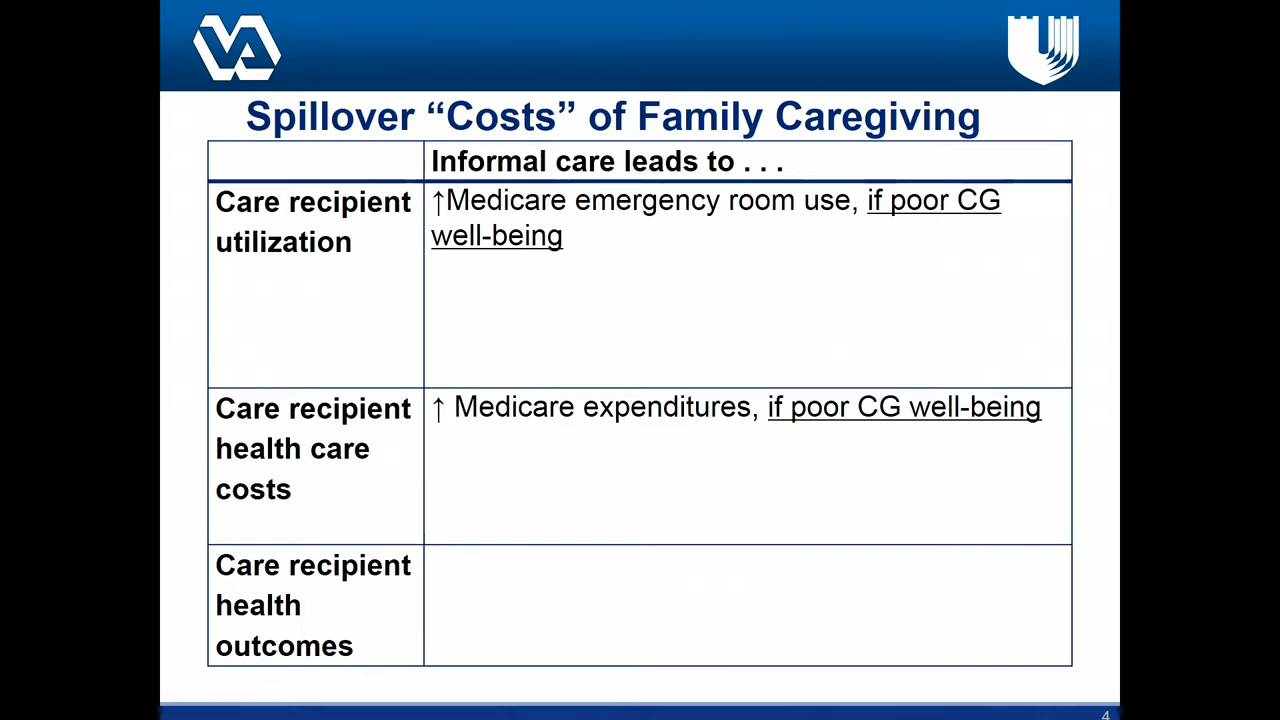 VA
Spillover “Costs” of Family Caregiving
Informal care leads to . . .
Care recipient
utilization
↑Medicare emergency room use, if poor CG
well-being
Care recipient
health care
costs
↑ Medicare expenditures, if poor CG well-being
Care recipient
health
outcomes
4